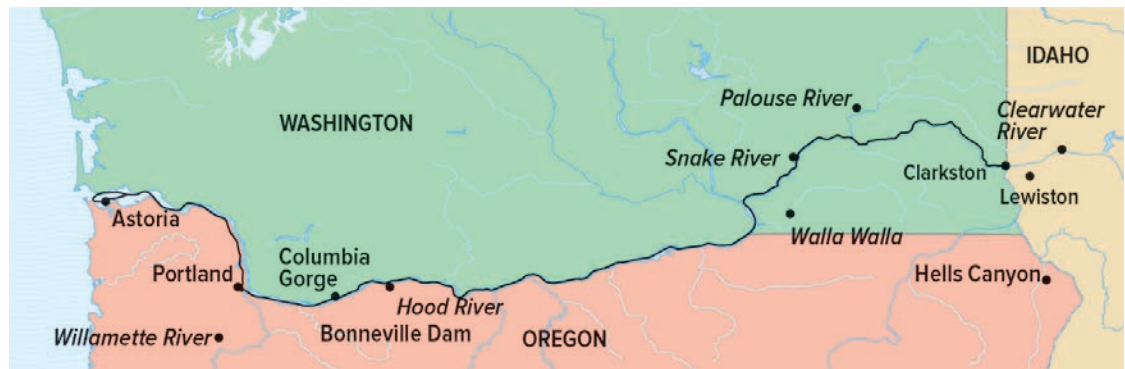 IDAHO
Palouse River
Clearwater
River
WASHINGTON
Snake River
Clarkston
Lewiston
Astoria
Walla Walla
Columbia
Gorge
Portland
Hells Canyon
Hood River
Willamette River
Bonneville Dam
OREGON